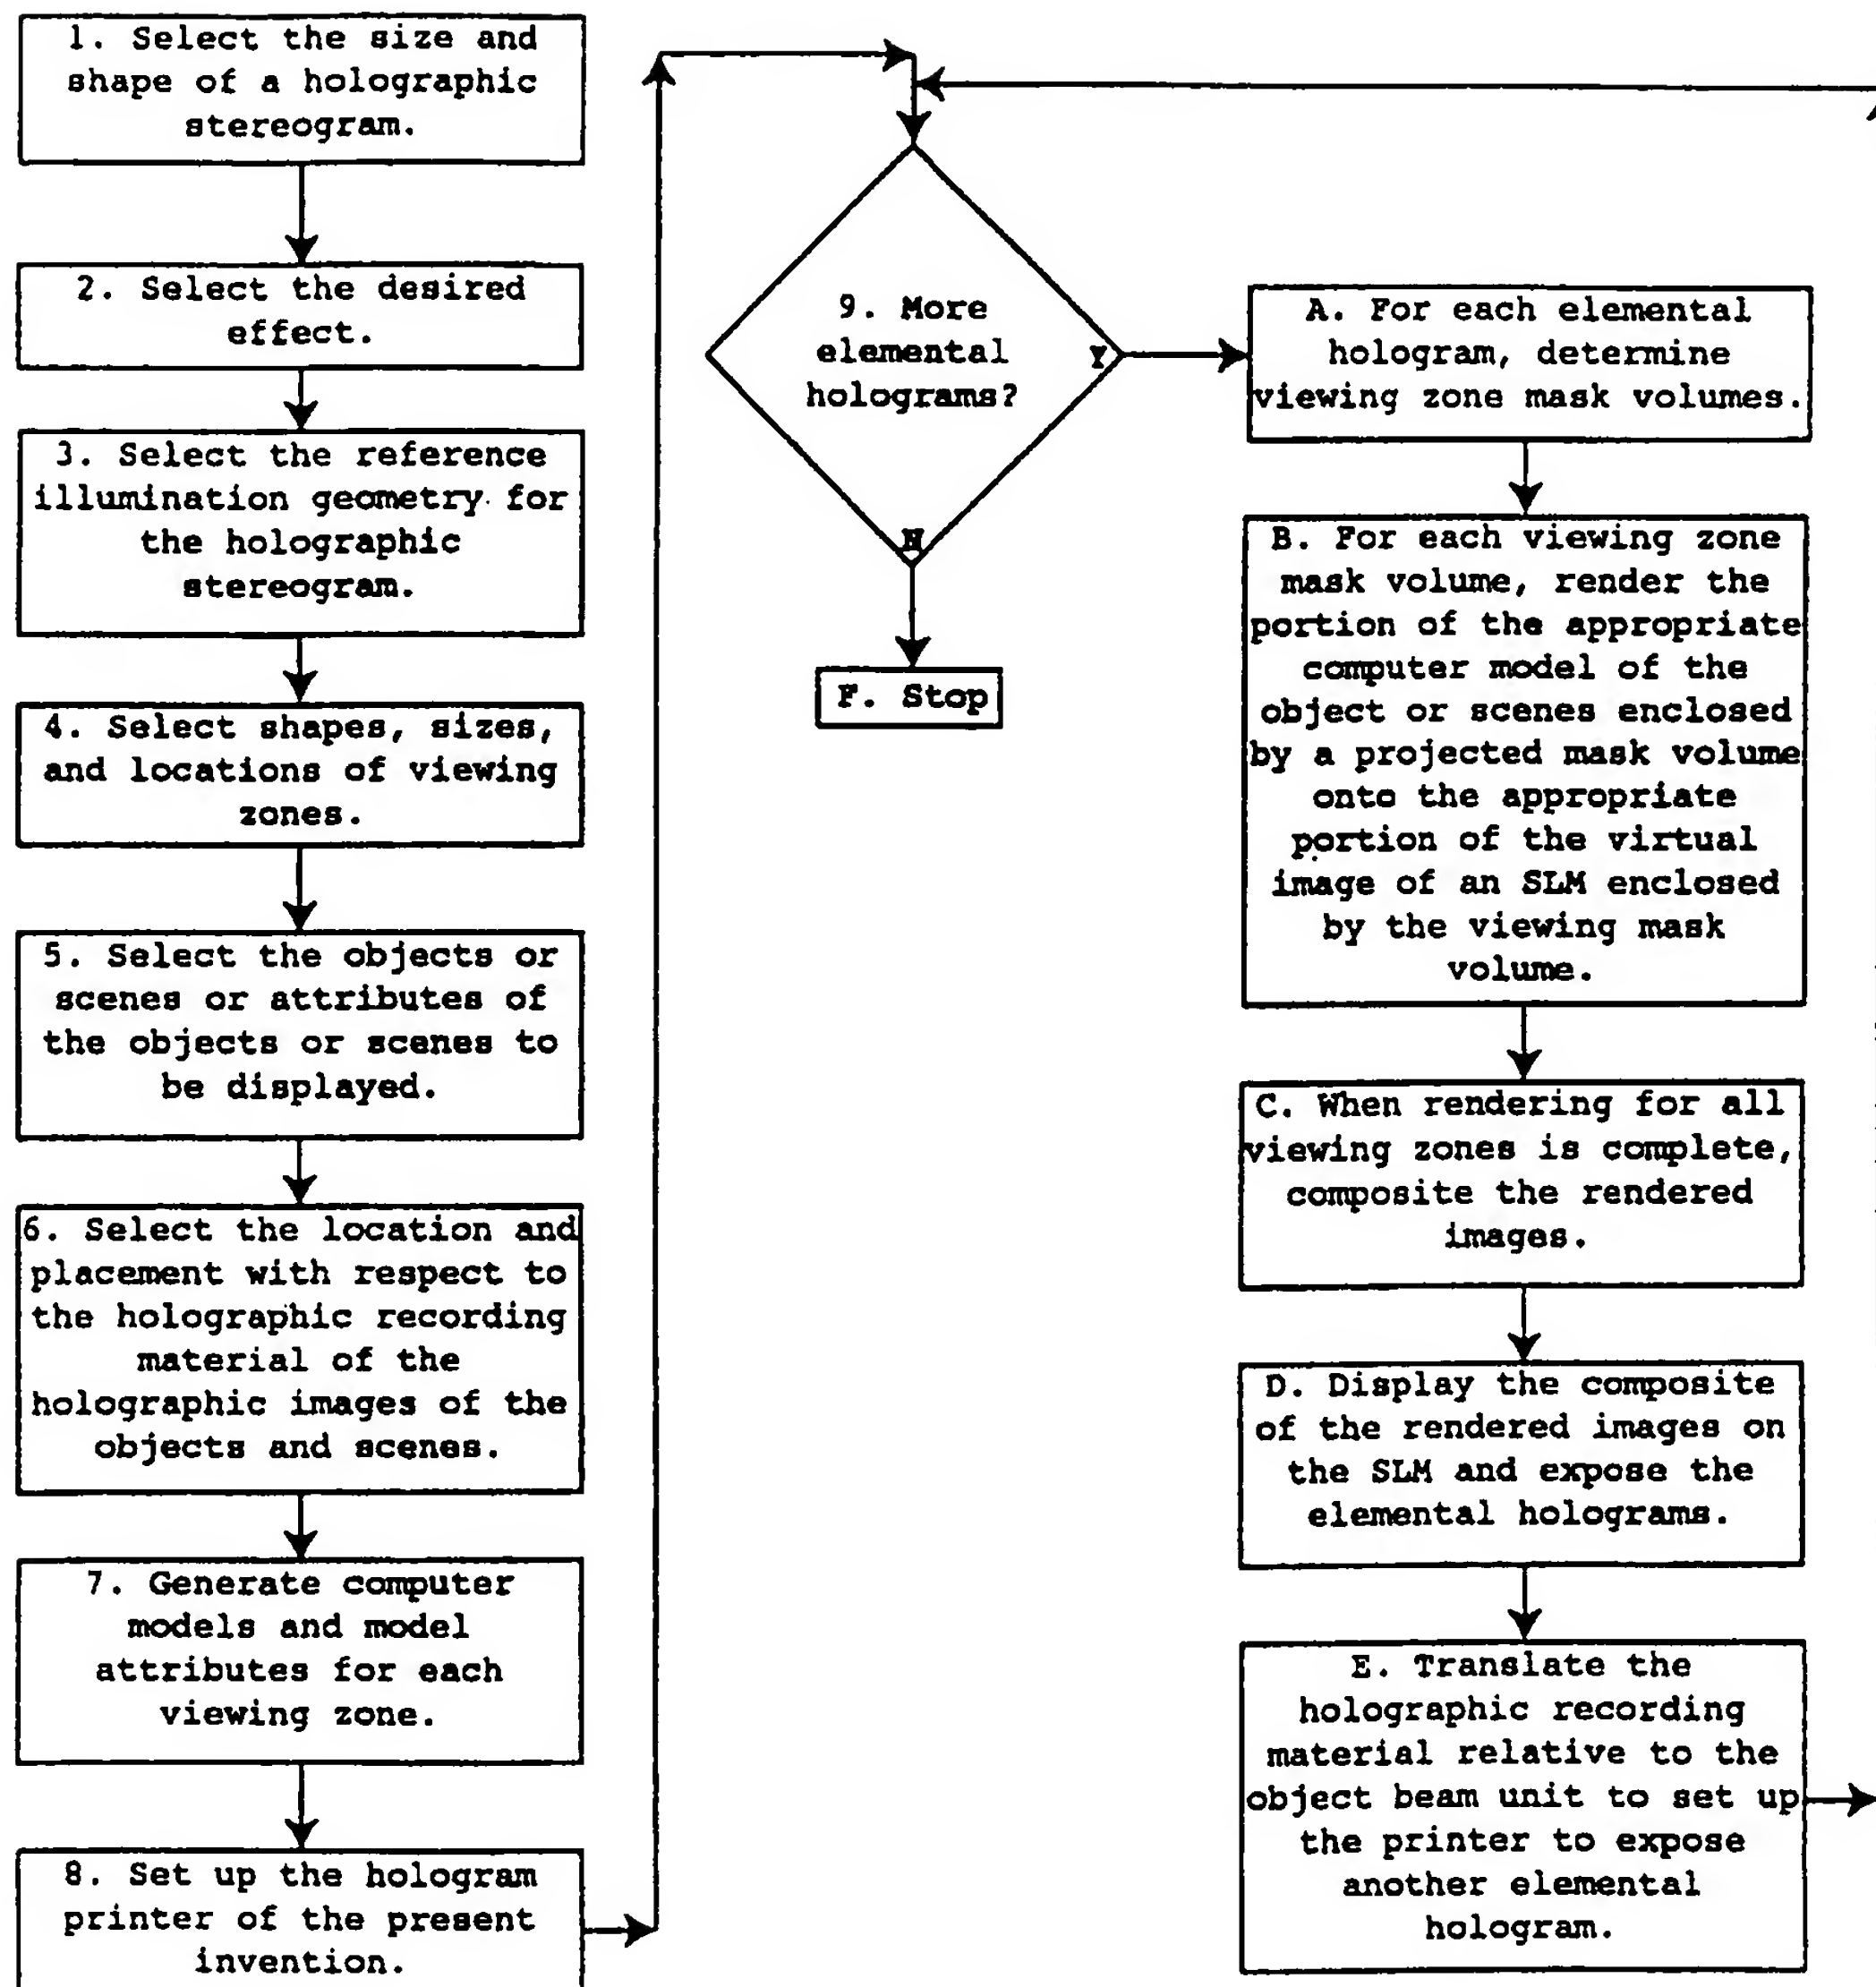 1. Select the size and
shape of a holographic
stereogram.
2. Select the desired
effect.
3. Select the reference
illumination geometry for
the holographic
stereogram.
4. Select shapes, sizes,
and locations of viewing
zones.
5. Select the objects or
scenes or attributes of
the objects or scenes to
be displayed.
6. Select the location and
placement with respect to
the holographic recording
material of the
holographic images of the
objects and scenes.
7. Generate computer
models and model
attributes for each
viewing zone.
8. Set up the hologram
printer of the present
invention.
9. More
elemental
holograms?
Y
N
F. Stop
A. For each elemental
hologram, determine
viewing zone mask volumes.
B. For each viewing zone
mask volume, render the
portion of the appropriate
computer model of the
object or scenes enclosed
by a projected mask volume
onto the appropriate
portion of the virtual
image of an SLM enclosed
by the viewing mask
volume.
C. When rendering for all
viewing zones is complete,
composite the rendered
images.
D. Display the composite
of the rendered images on
the SLM and expose the
elemental holograms.
E. Translate the
holographic recording
material relative to the
object beam unit to set up
the printer to expose
another elemental
hologram.